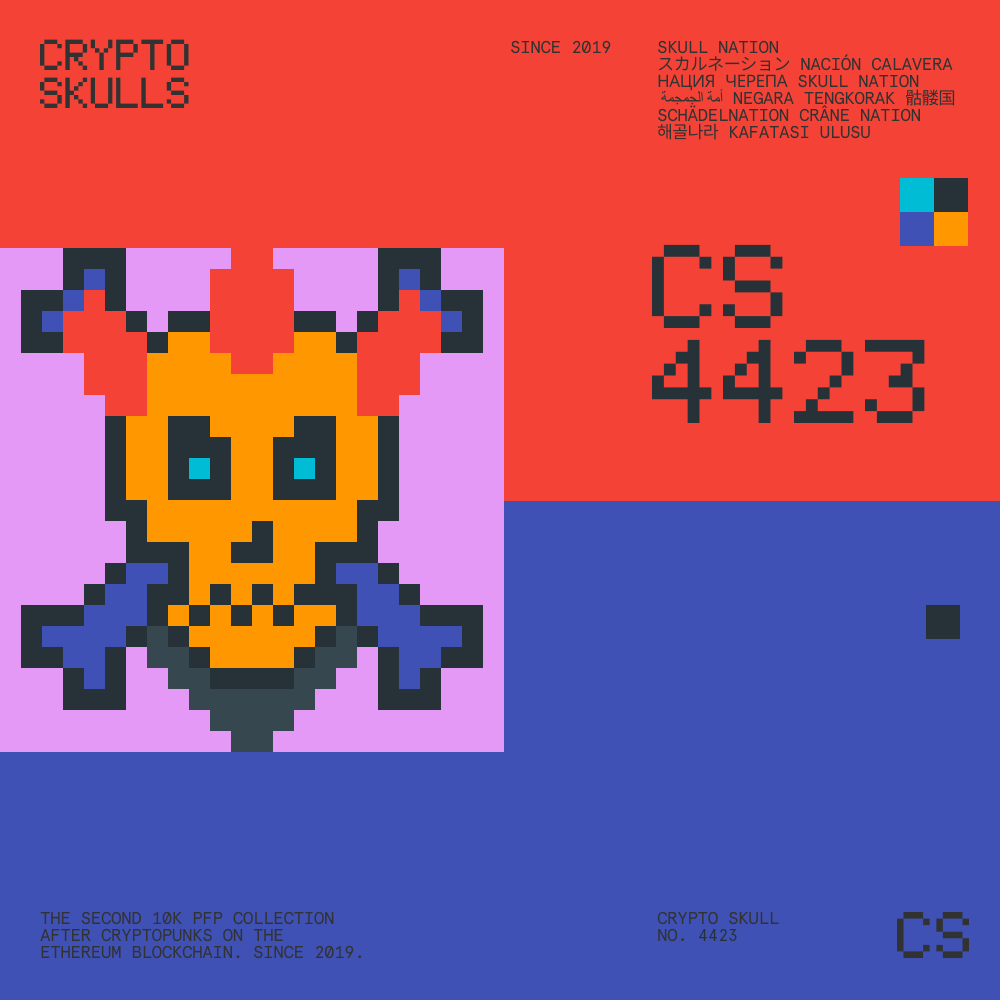 CRYPTO
SKULLS
SINCE 2019
SKULL NATION
スカルネーション NACIÓN CALAVERA
НАЦИЯ ЧЕРЕПА SKULL NATION
أمة الجمجمة NEGARA TENGKORAK 骷髅国
SCHÄDELNATION CRÂNE NATION
해골나라 KAFATASI ULUSU
CS
4423
THE SECOND 10K PFP COLLECTION
AFTER CRYPTOPUNKS ON THE
ETHEREUM BLOCKCHAIN. SINCE 2019.
CRYPTO SKULL
NO. 4423
CS